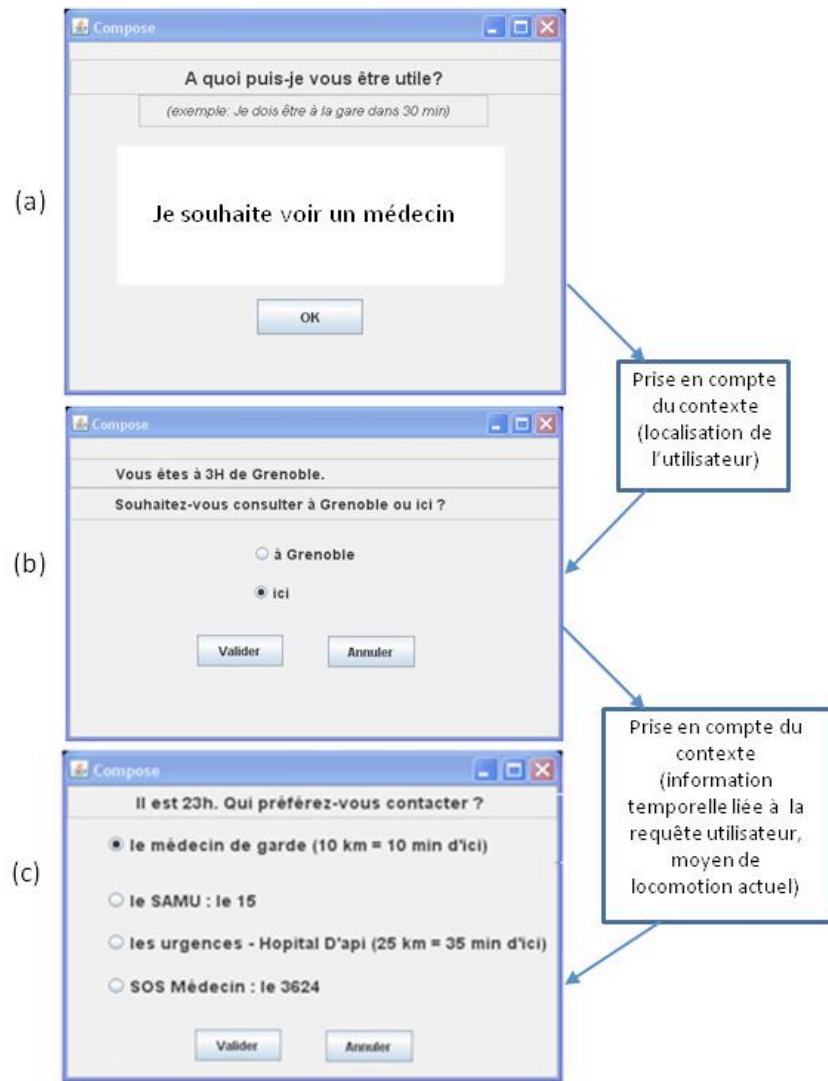 Compose
A quoi puis-je vous être utile?
(exemple: Je dois être à la gare dans 30 min)
(a)
Je souhaite voir un médecin
OK
Prise en compte
du contexte
(localisation de
l'utilisateur)
Compose
Vous êtes à 3H de Grenoble.
Souhaitez-vous consulter à Grenoble ou ici ?
(b)
à Grenoble
ici
Valider
Annuler
Prise en compte du
contexte
(information
temporelle liée à la
requête utilisateur,
moyen de
locomotion actuel)
Compose
Il est 23h. Qui préférez-vous contacter ?
(c)
le médecin de garde (10 km = 10 min d'ici)
le SAMU : le 15
les urgences - Hopital D'api (25 km = 35 min d'ici)
SOS Médecin : le 3624
Valider
Annuler